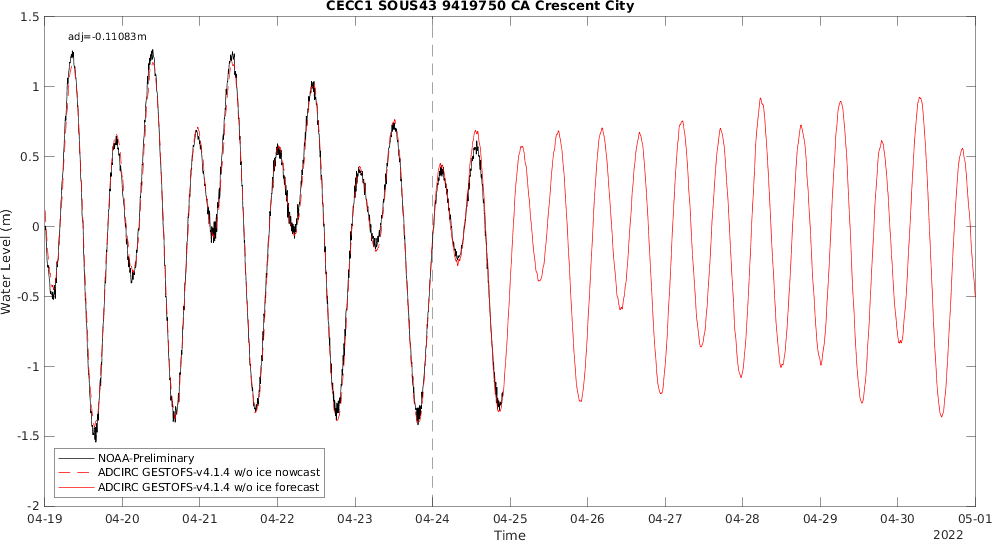 CECC1 SOUS43 9419750 CA Crescent City
adj=-0.11083m
1.5
1
0.5
0
-0.5
-1
-1.5
-2
Water Level (m)
NOAA-Preliminary
ADCIRC GESTOFS-v4.1.4 w/o ice nowcast
ADCIRC GESTOFS-v4.1.4 w/o ice forecast
04-19 04-20 04-21 04-22 04-23 04-24 04-25 04-26 04-27 04-28 04-29 04-30 05-01
Time
2022